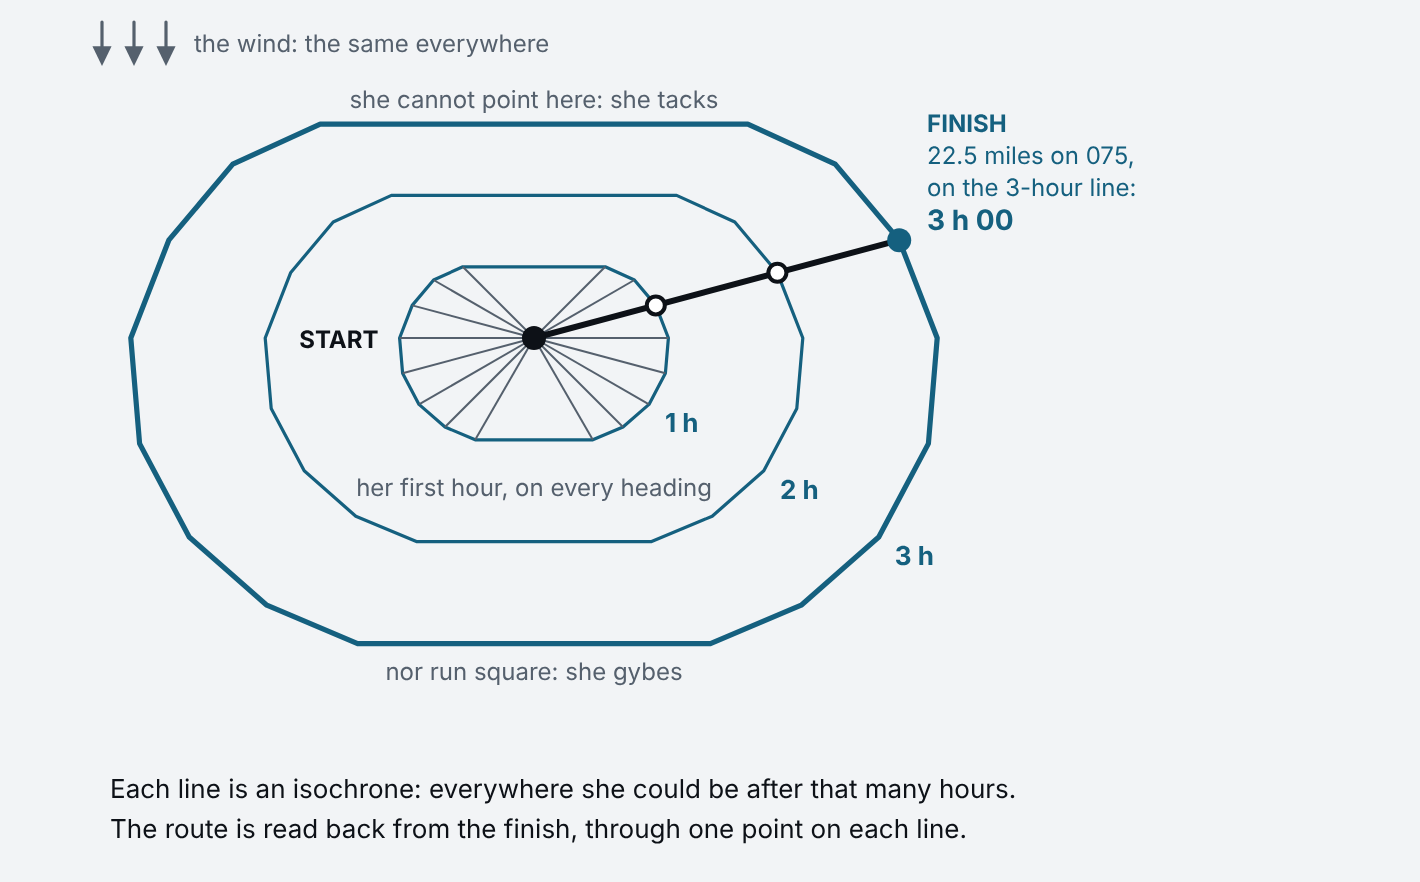 the wind: the same everywhere
she cannot point here: she tacks
FINISH
22.5 miles on 075,
on the 3-hour line:
3 h 00
START
1 h
her first hour, on every heading
2 h
3 h
nor run square: she gybes
Each line is an isochrone: everywhere she could be after that many hours.
The route is read back from the finish, through one point on each line.